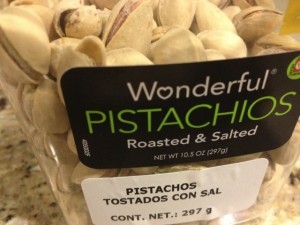 Wonderful®
PISTACHIOS
Roasted & Salted
NET WT 10.5 OZ (297g)
PISTACHOS
TOSTADOS CON SAL
CONT. NET.: 297 g